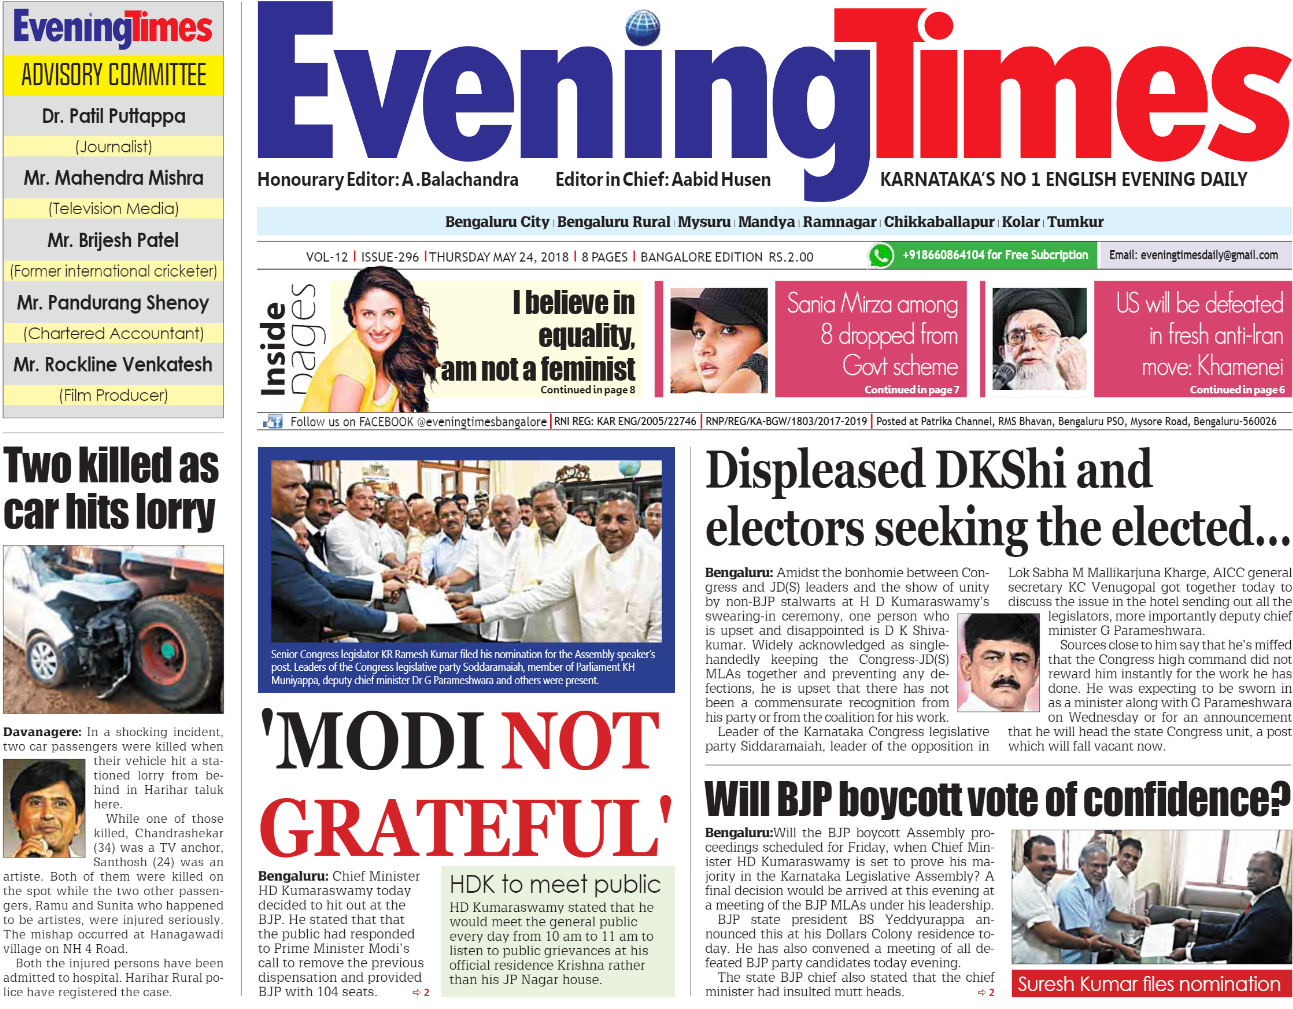 EveningTimes
ADVISORY COMMITTEE
Dr. Patil Puttappa
(Journalist)
Mr. Mahendra Mishra
(Television Media)
Mr. Brijesh Patel
(Former international cricketer)
Mr. Pandurang Shenoy
(Chartered Accountant)
Mr. Rockline Venkatesh
(Film Producer)
EveningTimes
Honourary Editor: A .Balachandra
Editor in Chief: Aabid Husen
KARNATAKA'S NO 1 ENGLISH EVENING DAILY
Bengaluru City | Bengaluru Rural | Mysuru | Mandya | Ramnagar | Chikkaballapur | Kolar | Tumkur
VOL-12 | ISSUE-296 |THURSDAY MAY 24, 2018 | 8 PAGES | BANGALORE EDITION RS.2.00
+918660864104 for Free Subcription
Email: eveningtimesdaily@gmail.com
Inside
pages
I believe in
equality,
am not a feminist
Continued in page 8
Sania Mirza among
8 dropped from
Govt scheme
Continued in page 7
US will be defeated
in fresh anti-Iran
move: Khamenei
Continued in page 6
Follow us on FACEBOOK @eveningtimesbangalore | RNI REG: KAR ENG/2005/22746 | RNP/REG/KA-BGW/1803/2017-2019 | Posted at Patrika Channel, RMS Bhavan, Bengaluru PSO, Mysore Road, Bengaluru-560026
Two killed as
car hits lorry
Davanagere: In a shocking incident,
two car passengers were killed when
their vehicle hit a sta-
tioned lorry from be-
hind in Harihar taluk
here.
While one of those
killed, Chandrashekar
(34) was a TV anchor,
Santhosh (24) was an
artiste. Both of them were killed on
the spot while the two other passen-
gers, Ramu and Sunita who happened
to be artistes, were injured seriously.
The mishap occurred at Hanagawadi
village on NH 4 Road.
Both the injured persons have been
admitted to hospital. Harihar Rural po-
lice have registered the case.
Senior Congress legislator KR Ramesh Kumar filed his nomination for the Assembly speaker's
post. Leaders of the Congress legislative party Soddaramaiah, member of Parliament KH
Muniyappa, deputy chief minister Dr G Parameshwara and others were present.
'MODI NOT
GRATEFUL'
Bengaluru: Chief Minister
HD Kumaraswamy today
decided to hit out at the
BJP. He stated that that
the public had responded
to Prime Minister Modi's
call to remove the previous
dispensation and provided
BJP with 104 seats. ⇨ 2
HDK to meet public
HD Kumaraswamy stated that he
would meet the general public
every day from 10 am to 11 am to
listen to public grievances at his
official residence Krishna rather
than his JP Nagar house.
Displeased DKShi and
electors seeking the elected...
Bengaluru: Amidst the bonhomie between Con-
gress and JD(S) leaders and the show of unity
by non-BJP stalwarts at H D Kumaraswamy's
swearing-in ceremony, one person who
is upset and disappointed is D K Shiva-
kumar. Widely acknowledged as single-
handedly keeping the Congress-JD(S)
MLAs together and preventing any de-
fections, he is upset that there has not
been a commensurate recognition from
his party or from the coalition for his work.
Leader of the Karnataka Congress legislative
party Siddaramaiah, leader of the opposition in
Lok Sabha M Mallikarjuna Kharge, AICC general
secretary KC Venugopal got together today to
discuss the issue in the hotel sending out all the
legislators, more importantly deputy chief
minister G Parameshwara.
Sources close to him say that he's miffed
that the Congress high command did not
reward him instantly for the work he has
done. He was expecting to be sworn in
as a minister along with G Parameshwara
on Wednesday or for an announcement
that he will head the state Congress unit, a post
which will fall vacant now.
Will BJP boycott vote of confidence?
Bengaluru:Will the BJP boycott Assembly pro-
ceedings scheduled for Friday, when Chief Min-
ister HD Kumaraswamy is set to prove his ma-
jority in the Karnataka Legislative Assembly? A
final decision would be arrived at this evening at
a meeting of the BJP MLAs under his leadership.
BJP state president BS Yeddyurappa an-
nounced this at his Dollars Colony residence to-
day. He has also convened a meeting of all de-
feated BJP party candidates today evening.
The state BJP chief also stated that the chief
minister had insulted mutt heads. ⇨ 2
Suresh Kumar files nomination